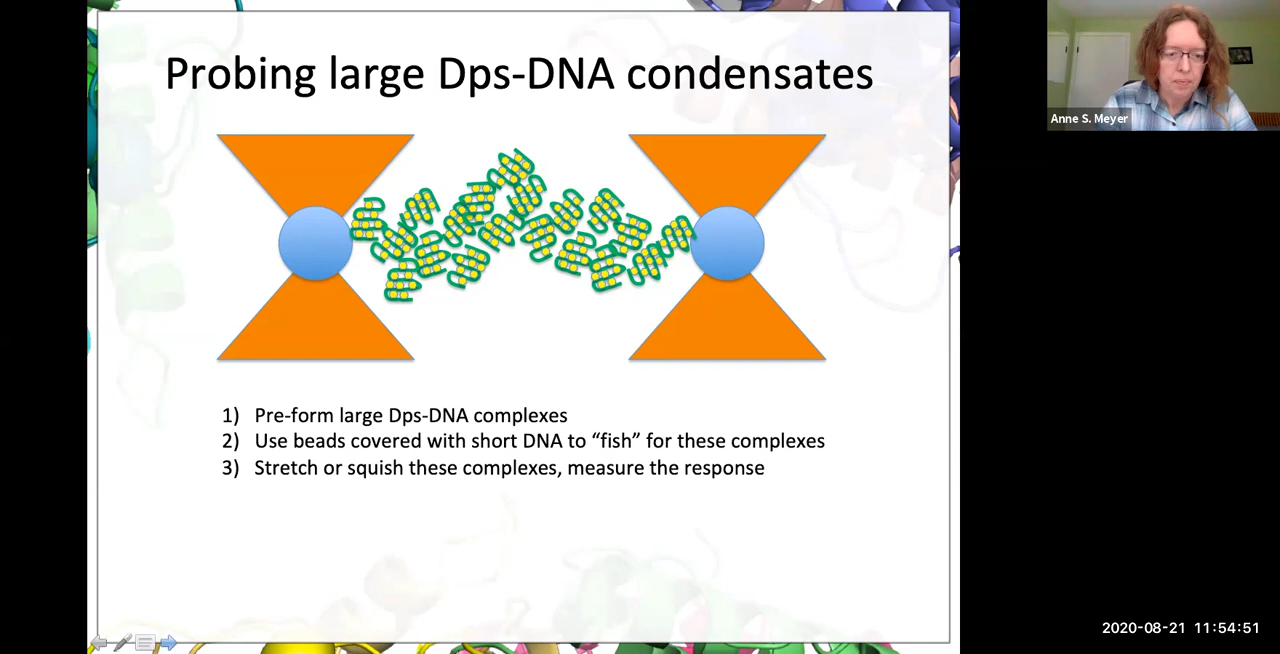 Probing large Dps-DNA condensates
Anne S. Meyer
1) Pre-form large Dps-DNA complexes
2) Use beads covered with short DNA to “fish” for these complexes
3) Stretch or squish these complexes, measure the response
2020-08-21 11:54:51